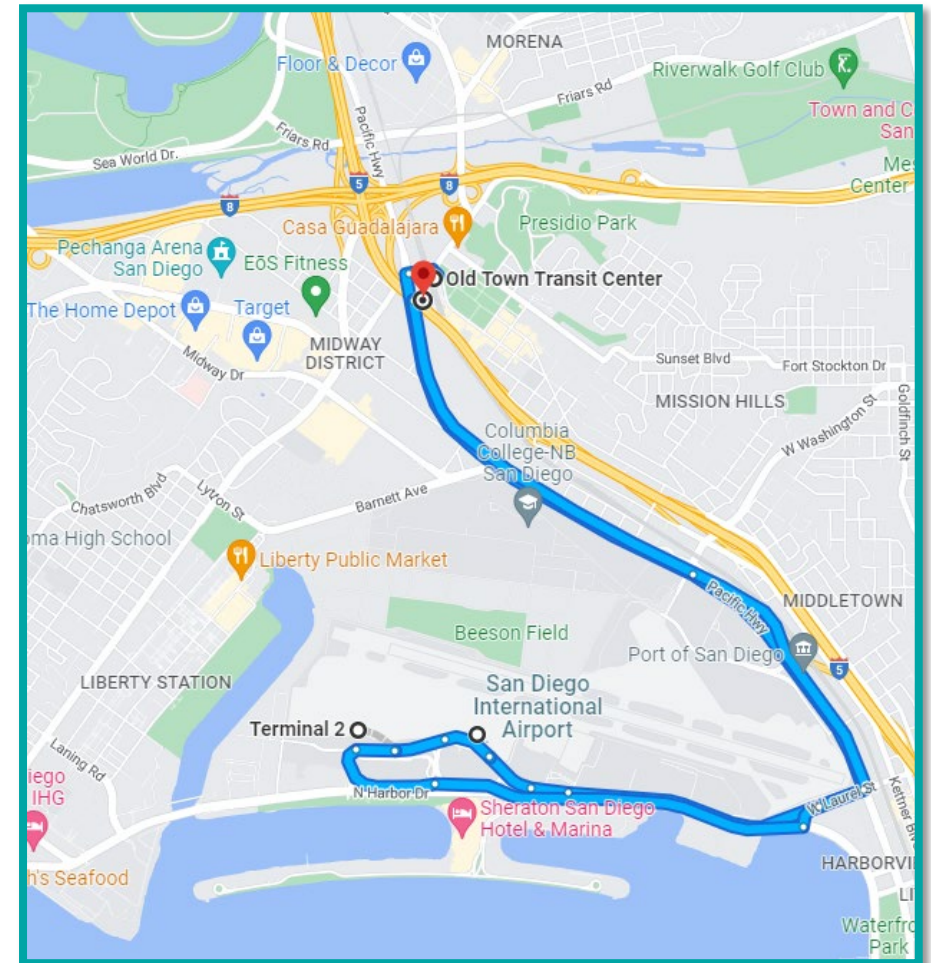 MORENA
Floor & Decor
Riverwalk Golf Club
Friars Rd
Town and C
San
Pacific Hwy
Friars Rd
Sea World Dr.
Me
Center
5
8
8
Casa Guadalajara
Presidio Park
Pechanga Arena
San Diego
EōS Fitness
Old Town Transit Center
The Home Depot
Target
MIDWAY
DISTRICT
Midway Dr
Sunset Blvd
Fort Stockton Dr
MISSION HILLS
Goldfinch St
W Washington St
Columbia
College-NB
San Diego
Chatsworth Blvd
Lytton St
Barnett Ave
oma High School
Liberty Public Market
Pacific Hwy
MIDDLETOWN
Beeson Field
Port of San Diego
5
LIBERTY STATION
San Diego
International
Airport
Terminal 2
Laning Rd
iego
IHG
N Harbor Dr
W Laurel St
Kettner Blv
Sheraton San Diego
Hotel & Marina
HARBORVI
h's Seafood
LI
Waterfro
Park